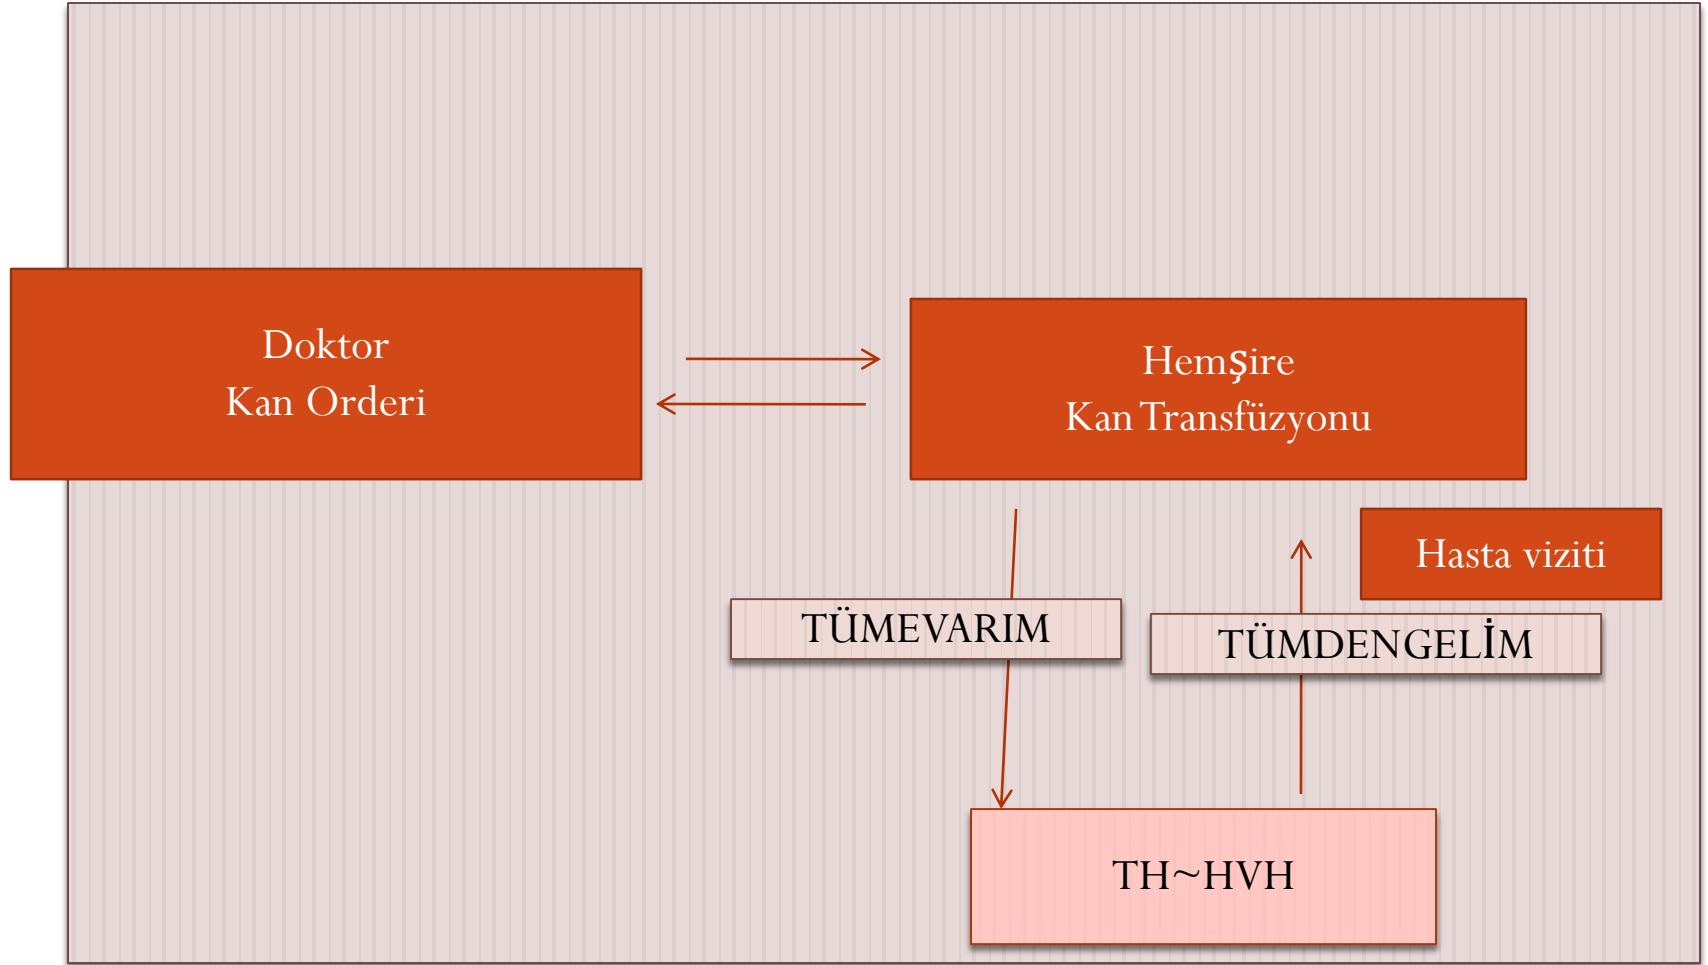 Doktor
Kan Orderi
Hemşire
Kan Transfüzyonu
Hasta viziti
TÜMEVARIM
TÜMDENGELİM
TH~HVH